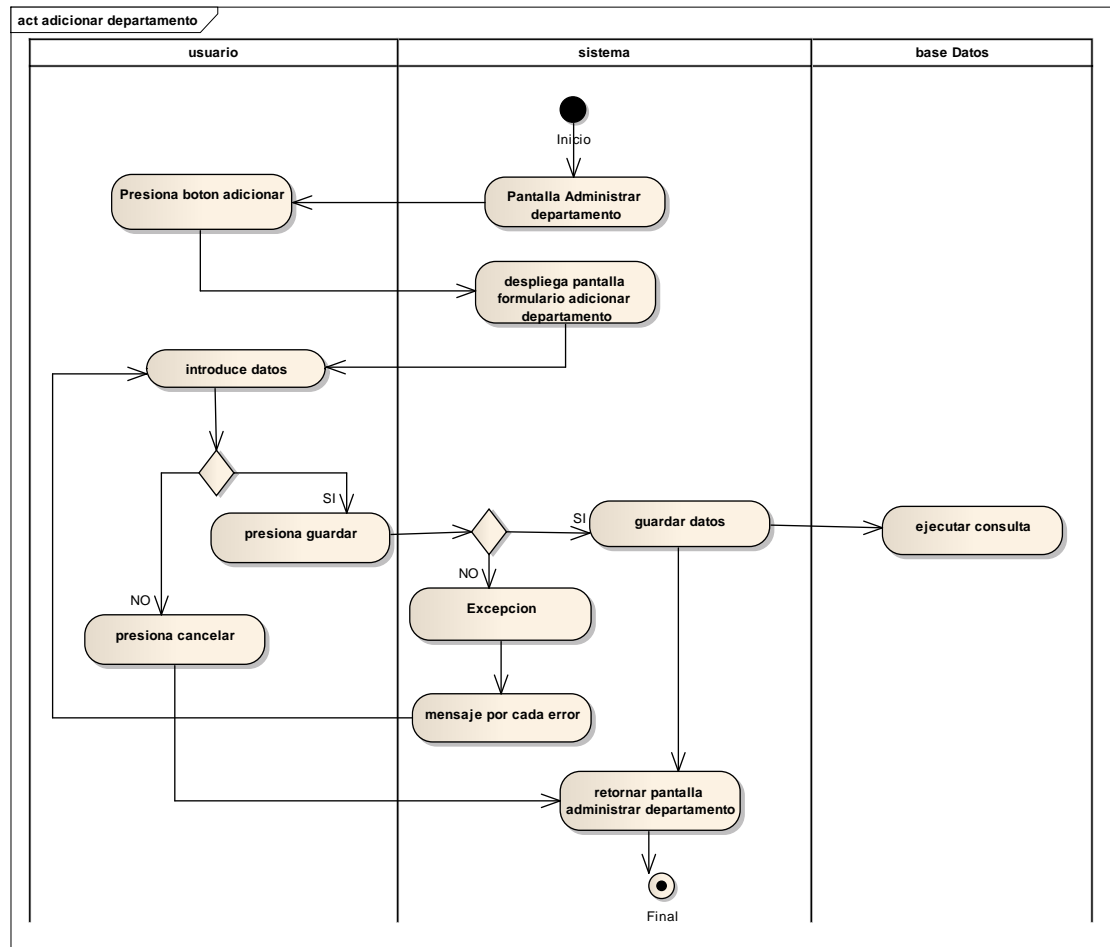 act adicionar departamento
usuario
sistema
base Datos
Inicio
Presiona boton adicionar
Pantalla Administrar
departamento
despliega pantalla
formulario adicionar
departamento
introduce datos
SI
presiona guardar
SI
guardar datos
ejecutar consulta
NO
Excepcion
NO
presiona cancelar
mensaje por cada error
retornar pantalla
administrar departamento
Final